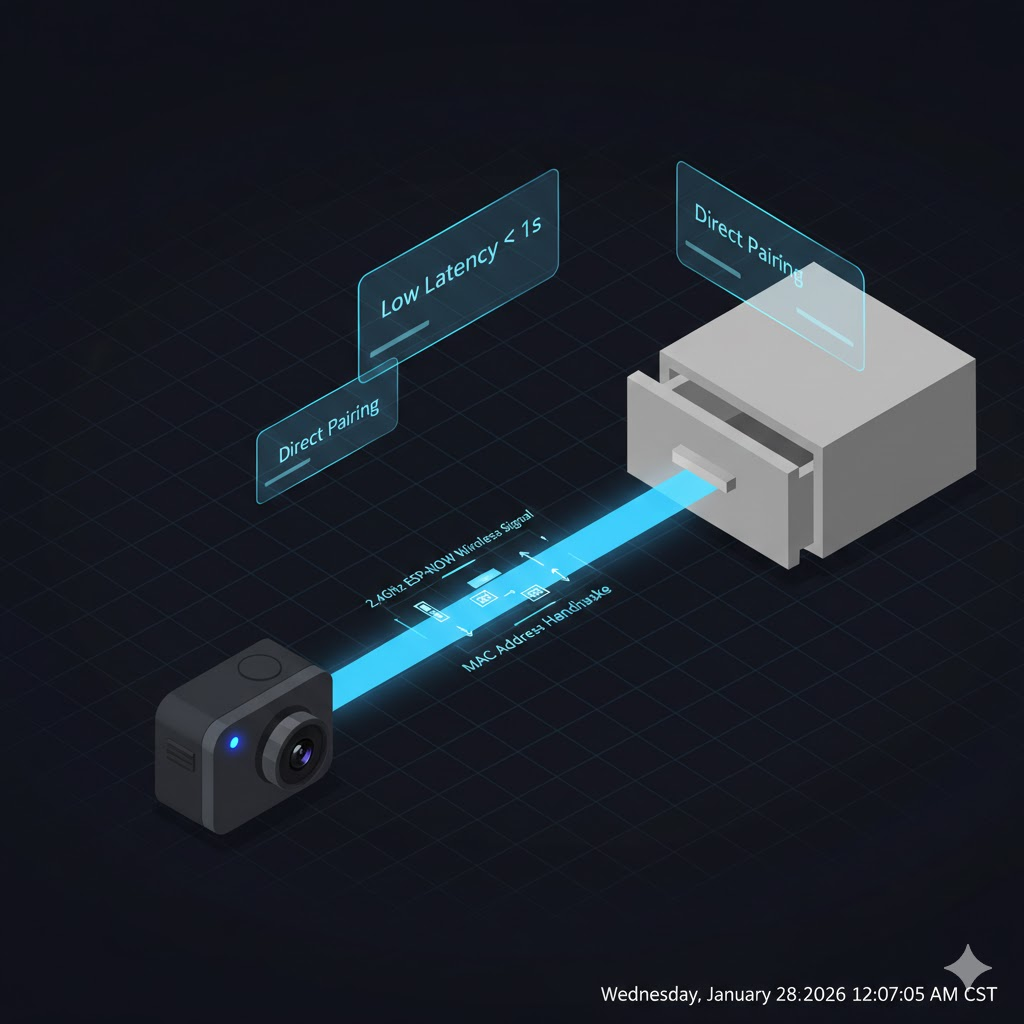 Low Latency < 1s
Direct Pairing
Direct Pairing
2.4GHz ESP-NOW Wireless Signal
MAC Address Handhuske
Wednesday, January 28.2026 12:07:05 AM CST